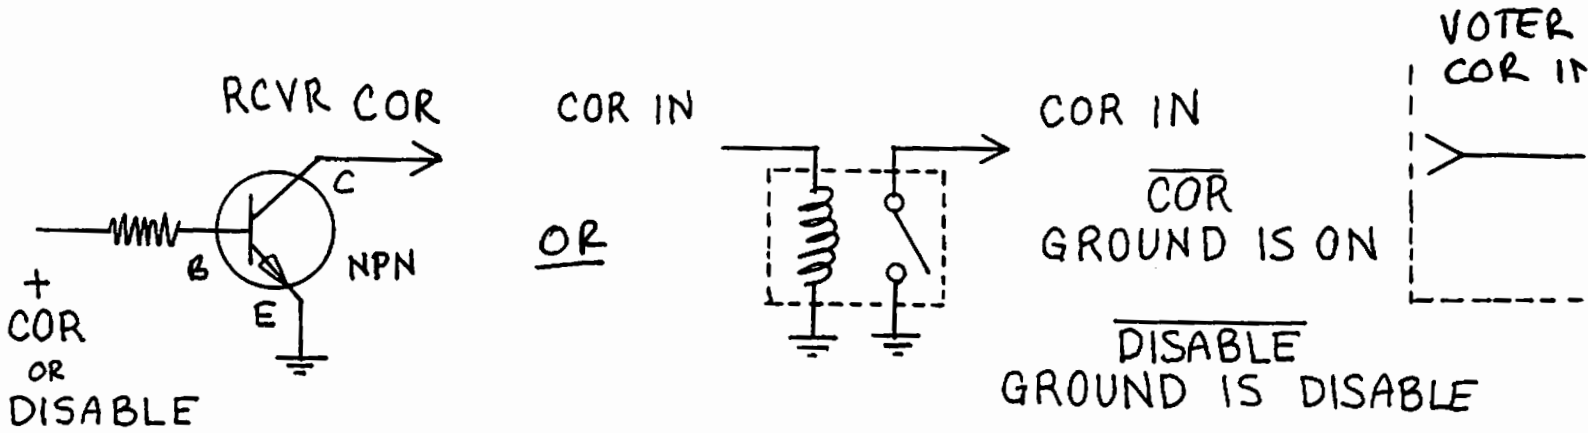 RCVR COR
C
B
E
NPN
+
COR
OR
DISABLE
OR
COR IN
COR IN
COR
GROUND IS ON
DISABLE
GROUND IS DISABLE
VOTER
COR IN